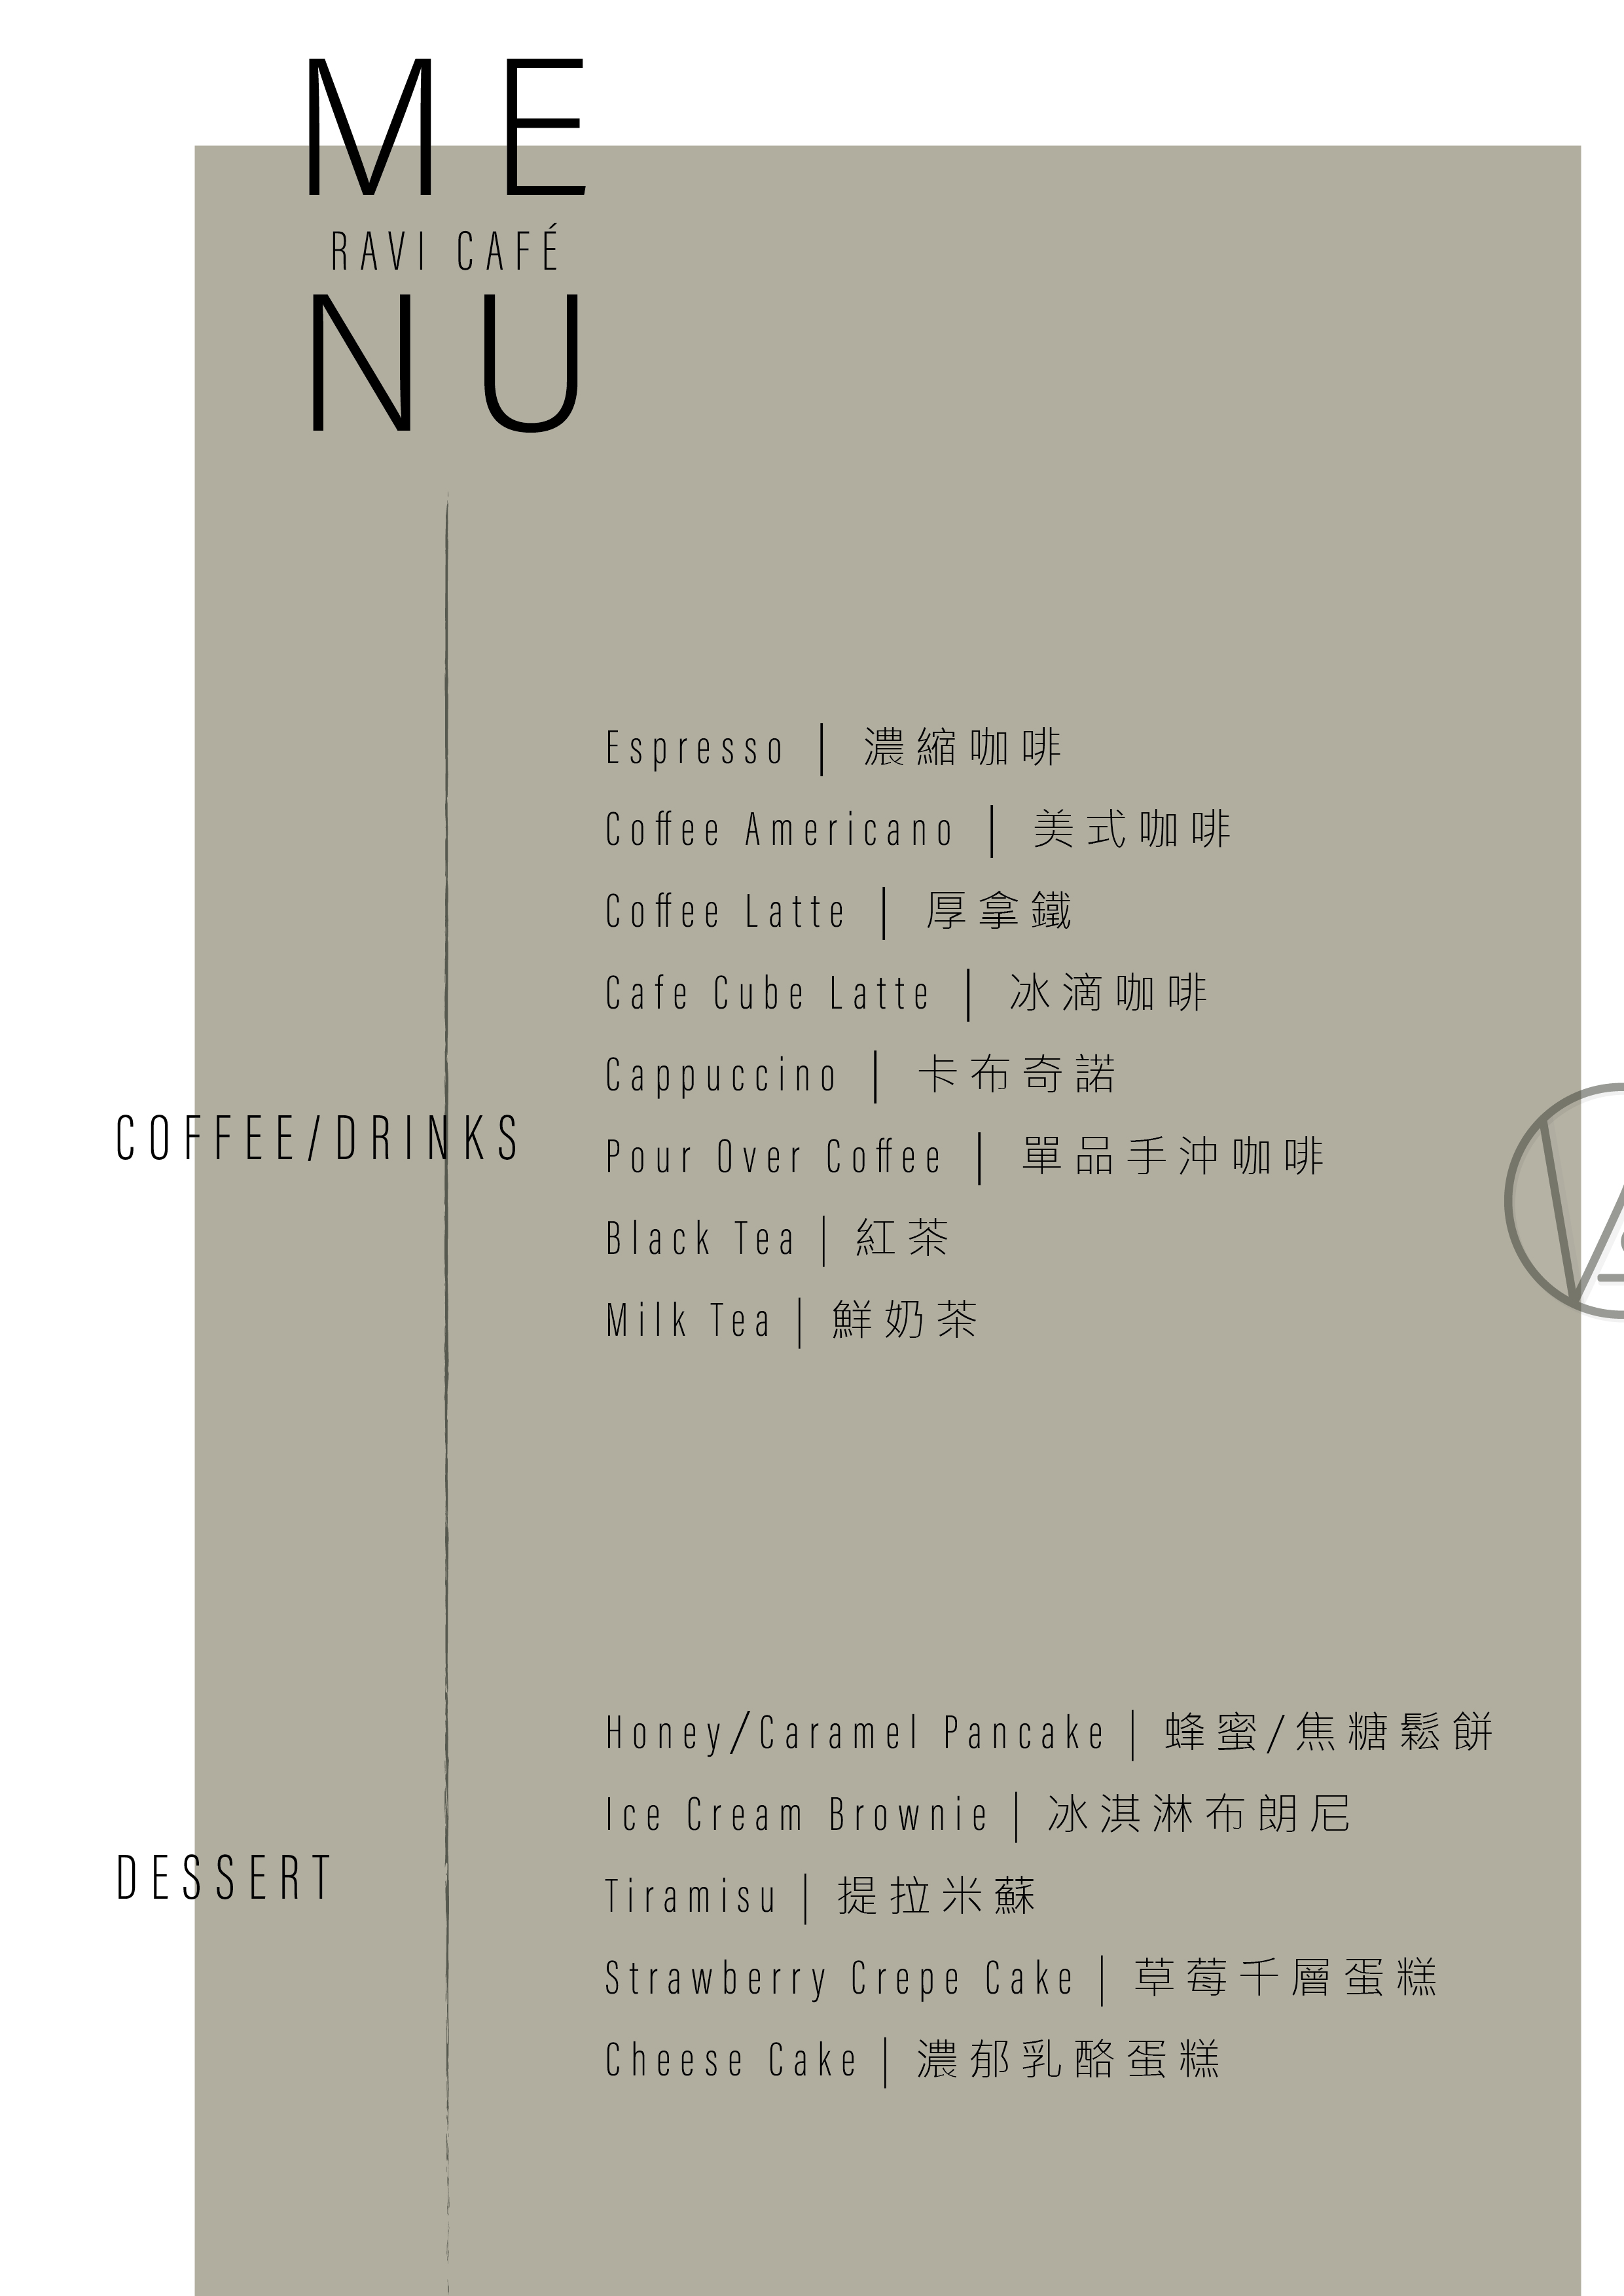 ME
RAVI CAFÉ
NU
Espresso | 濃縮咖啡
Coffee Americano | 美式咖啡
Coffee Latte | 厚拿鐵
Cafe Cube Latte | 冰滴咖啡
Cappuccino | 卡布奇諾
COFFEE/DRINKS
Pour Over Coffee | 單品手沖咖啡
Black Tea | 紅茶
Milk Tea | 鮮奶茶
Honey/Caramel Pancake | 蜂蜜/焦糖鬆餅
Ice Cream Brownie | 冰淇淋布朗尼
DESSERT
Tiramisu | 提拉米蘇
Strawberry Crepe Cake | 草莓千層蛋糕
Cheese Cake | 濃郁乳酪蛋糕